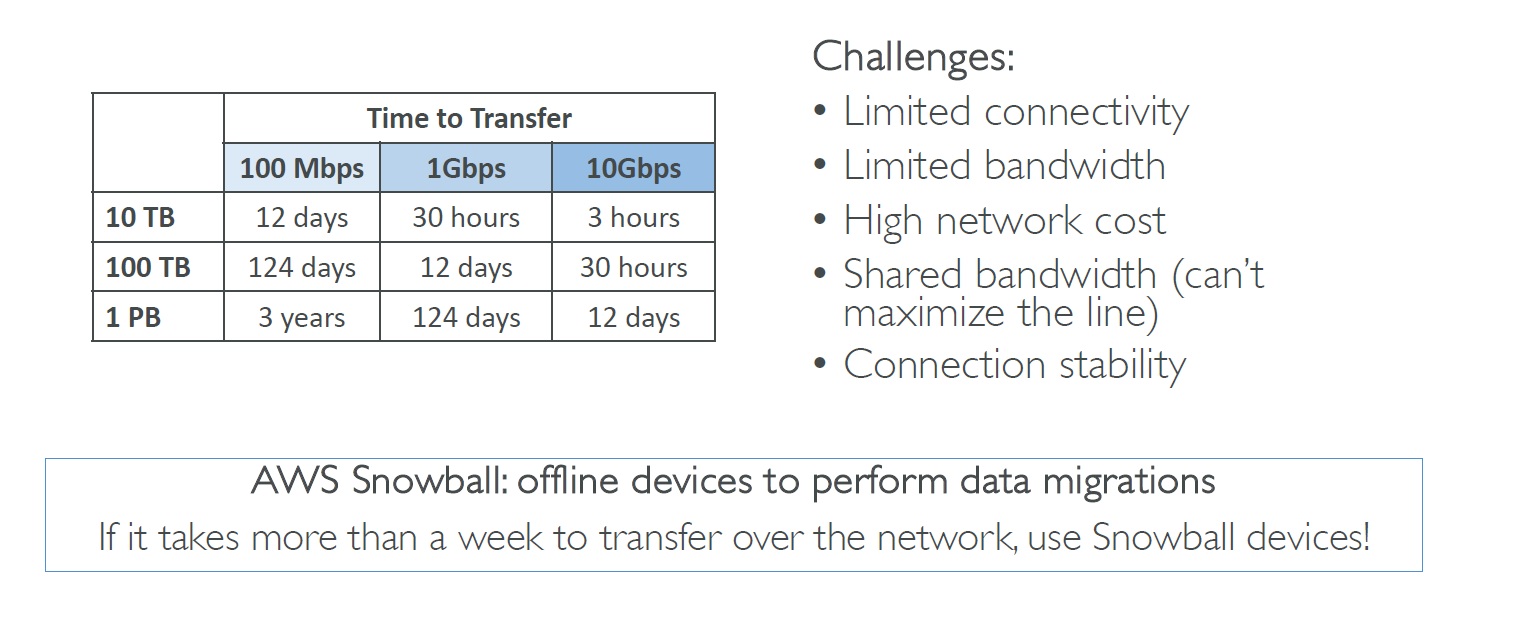 Time to Transfer
100 Mbps 1Gbps 10Gbps
10 TB 12 days 30 hours 3 hours
100 TB 124 days 12 days 30 hours
1 PB 3 years 124 days 12 days
Challenges:
• Limited connectivity
• Limited bandwidth
• High network cost
• Shared bandwidth (can’t
maximize the line)
• Connection stability
AWS Snowball: offline devices to perform data migrations
If it takes more than a week to transfer over the network, use Snowball devices!